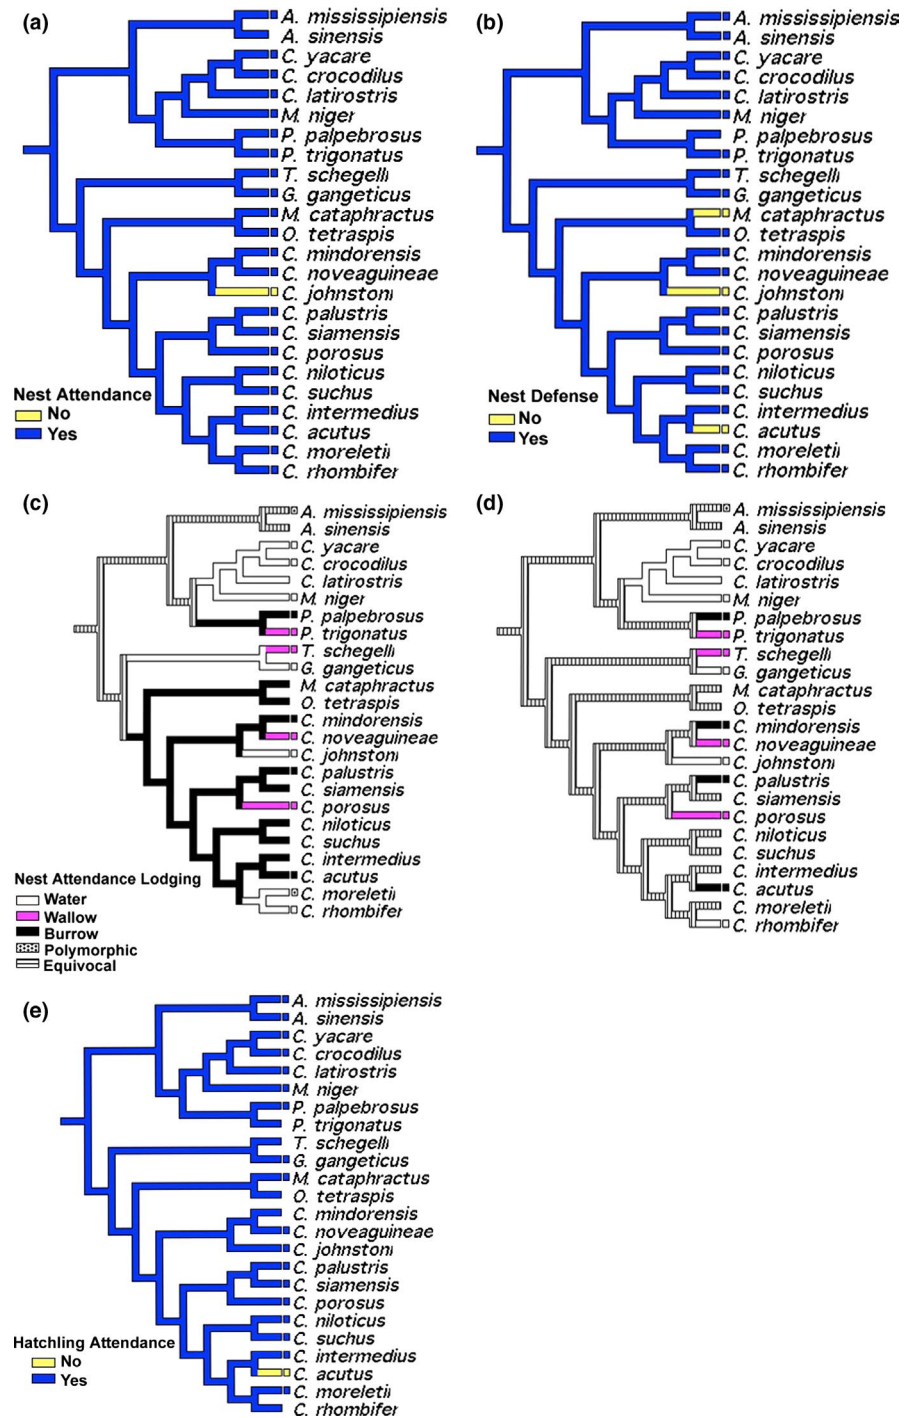 (a)
A. mississipiensis
A. sinensis
C. yacare
C. crocodilus
C. latirostris
M. niger
P. palpebrosus
P. trigonatus
T. schegelli
G. gangeticus
M. cataphractus
O. tetraspis
C. mindorensis
C. noveaguineae
C. johnstoni
C. palustris
C. siamensis
C. porosus
C. niloticus
C. suchus
C. intermedius
C. acutus
C. moreletii
C. rhombifer
Nest Attendance
No
Yes
(b)
A. mississipiensis
A. sinensis
C. yacare
C. crocodilus
C. latirostris
M. niger
P. palpebrosus
P. trigonatus
T. schegelli
G. gangeticus
M. cataphractus
O. tetraspis
C. mindorensis
C. noveaguineae
C. johnstoni
C. palustris
C. siamensis
C. porosus
C. niloticus
C. suchus
C. intermedius
C. acutus
C. moreletii
C. rhombifer
Nest Defense
No
Yes
(c)
A. mississipiensis
A. sinensis
C. yacare
C. crocodilus
C. latirostris
M. niger
P. palpebrosus
P. trigonatus
T. schegelli
G. gangeticus
M. cataphractus
O. tetraspis
C. mindorensis
C. noveaguineae
C. johnstoni
C. palustris
C. siamensis
C. porosus
C. niloticus
C. suchus
C. intermedius
C. acutus
C. moreletii
C. rhombifer
Nest Attendance Lodging
Water
Wallow
Burrow
Polymorphic
Equivocal
(d)
A. mississipiensis
A. sinensis
C. yacare
C. crocodilus
C. latirostris
M. niger
P. palpebrosus
P. trigonatus
T. schegelli
G. gangeticus
M. cataphractus
O. tetraspis
C. mindorensis
C. noveaguineae
C. johnstoni
C. palustris
C. siamensis
C. porosus
C. niloticus
C. suchus
C. intermedius
C. acutus
C. moreletii
C. rhombifer
(e)
A. mississipiensis
A. sinensis
C. yacare
C. crocodilus
C. latirostris
M. niger
P. palpebrosus
P. trigonatus
T. schegelli
G. gangeticus
M. cataphractus
O. tetraspis
C. mindorensis
C. noveaguineae
C. johnstoni
C. palustris
C. siamensis
C. porosus
C. niloticus
C. suchus
C. intermedius
C. acutus
C. moreletii
C. rhombifer
Hatchling Attendance
No
Yes